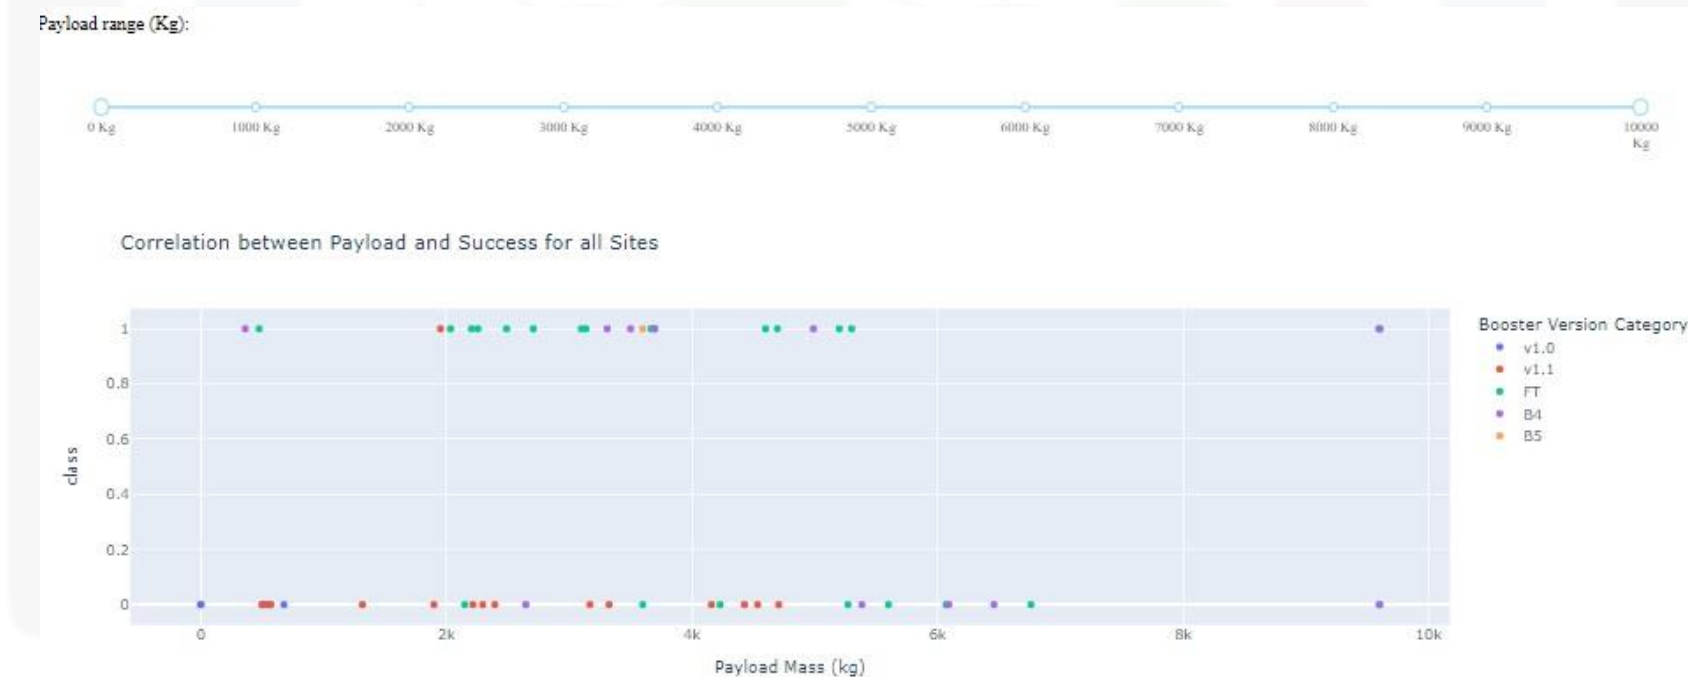 Payload range (Kg):
0 Kg 1000 Kg 2000 Kg 3000 Kg 4000 Kg 5000 Kg 6000 Kg 7000 Kg 8000 Kg 9000 Kg 10000 Kg
Correlation between Payload and Success for all Sites
Booster Version Category
v1.0
v1.1
FT
B4
B5
1
0.8
0.6
0.4
0.2
0
class
0 2k 4k 6k 8k 10k
Payload Mass (kg)